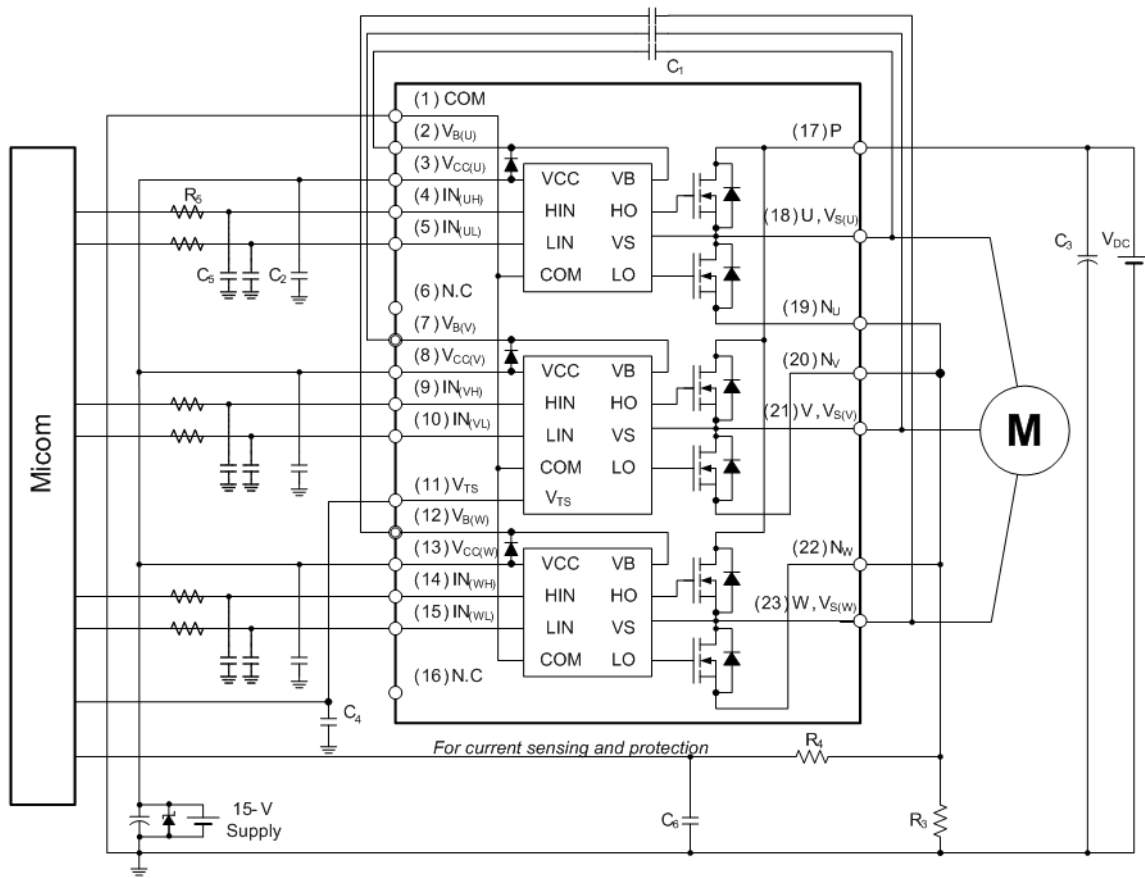 C1
(1) COM
(2) VB(U)
(3) VCC(U)
(4) IN(UH)
(5) IN(UL)
(6) N.C
(7) VB(V)
(8) VCC(V)
(9) IN(VH)
(10) IN(VL)
(11) VTS
(12) VB(W)
(13) VCC(W)
(14) IN(WH)
(15) IN(WL)
(16) N.C
VCC VB
HIN HO
LIN VS
COM LO
VCC VB
HIN HO
LIN VS
COM LO
VTS
VCC VB
HIN HO
LIN VS
COM LO
(17) P
(18) U, VS(U)
(19) NU
(20) NV
(21) V, VS(V)
(22) NW
(23) W, VS(W)
Micom
R5
C5
C2
C4
C3
VDC
M
For current sensing and protection
R4
15-V
Supply
C6
R3